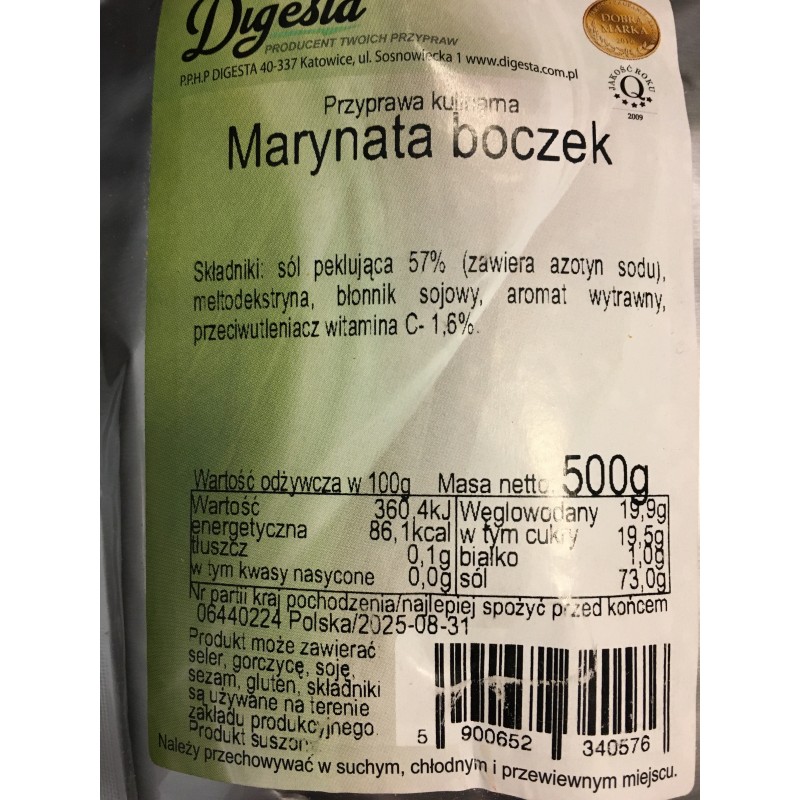 Digesta
PRODUCENT TWOICH PRZYPRAW
P.P.H.P DIGESTA 40-337 Katowice, ul. Sosnowiecka 1 www.digesta.com.pl
DOBRA
MARKA
JAKOŚĆ ROKU
Q
2009
Przyprawa kulinarna
Marynata boczek
Składniki: sól peklująca 57% (zawiera azotyn sodu),
meltodekstryna, błonnik sojowy, aromat wytrawny,
przeciwutleniacz witamina C- 1,6%.
Wartość odżywcza w 100g Masa netto: 500g
Wartość 360,4kJ Węglowodany 19,9g
energetyczna 86,1kcal w tym cukry 19,5g
tłuszcz 0,1g białko 1,0g
w tym kwasy nasycone 0,0g sól 73,0g
Nr partii kraj pochodzenia/najlepiej spożyć przed końcem
06440224 Polska/2025-08-31
Produkt może zawierać
seler, gorczycę, soję,
sezam, gluten, składniki
są używane na terenie
zakładu produkcyjnego.
Produkt suszony
5 900652 340576
Należy przechowywać w suchym, chłodnym i przewiewnym miejscu.